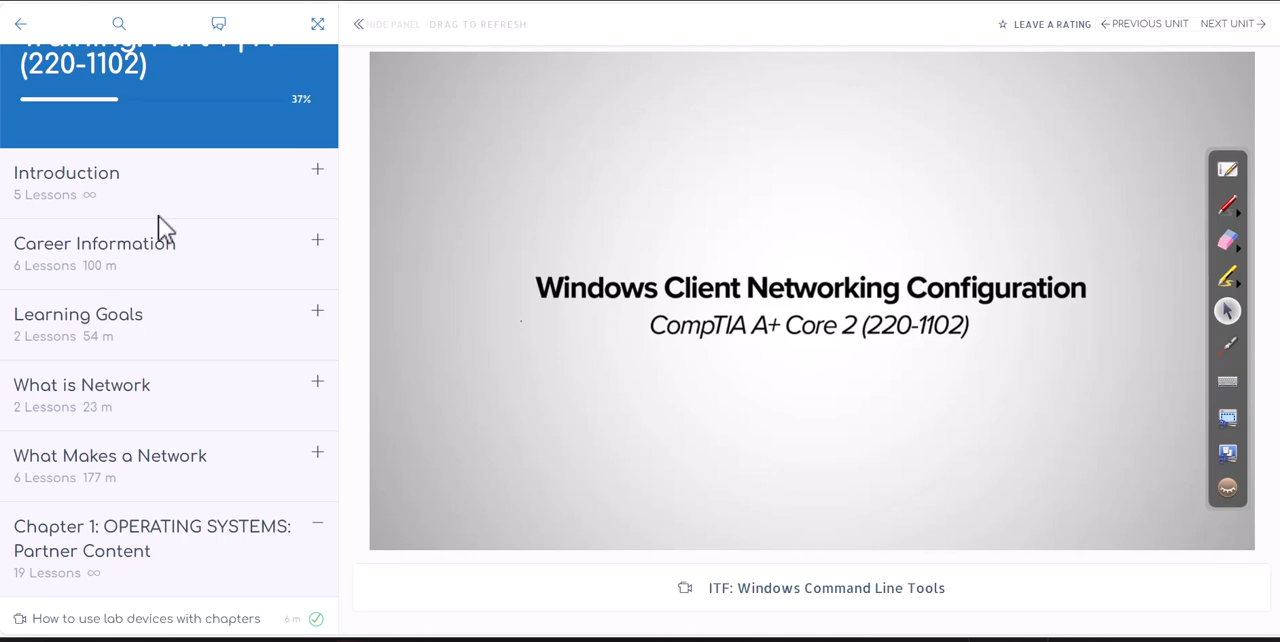 (220-1102)
37%
Introduction
5 Lessons ∞
Career Information
6 Lessons 100 m
Learning Goals
2 Lessons 54 m
What is Network
2 Lessons 23 m
What Makes a Network
6 Lessons 177 m
Chapter 1: OPERATING SYSTEMS:
Partner Content
19 Lessons ∞
How to use lab devices with chapters 6 m
HIDE PANEL DRAG TO REFRESH
LEAVE A RATING PREVIOUS UNIT NEXT UNIT
Windows Client Networking Configuration
CompTIA A+ Core 2 (220-1102)
ITF: Windows Command Line Tools